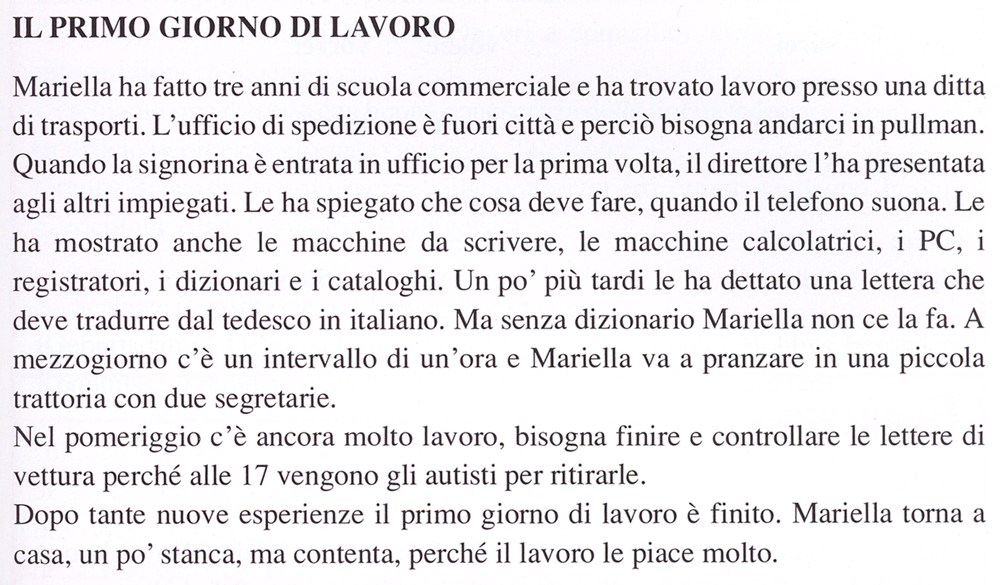 IL PRIMO GIORNO DI LAVORO
Mariella ha fatto tre anni di scuola commerciale e ha trovato lavoro presso una ditta
di trasporti. L’ufficio di spedizione è fuori città e perciò bisogna andarci in pullman.
Quando la signorina è entrata in ufficio per la prima volta, il direttore l’ha presentata
agli altri impiegati. Le ha spiegato che cosa deve fare, quando il telefono suona. Le
ha mostrato anche le macchine da scrivere, le macchine calcolatrici, i PC, i
registratori, i dizionari e i cataloghi. Un po’ più tardi le ha dettato una lettera che
deve tradurre dal tedesco in italiano. Ma senza dizionario Mariella non ce la fa. A
mezzogiorno c’è un intervallo di un’ora e Mariella va a pranzare in una piccola
trattoria con due segretarie.
Nel pomeriggio c’è ancora molto lavoro, bisogna finire e controllare le lettere di
vettura perché alle 17 vengono gli autisti per ritirarle.
Dopo tante nuove esperienze il primo giorno di lavoro è finito. Mariella torna a
casa, un po’ stanca, ma contenta, perché il lavoro le piace molto.